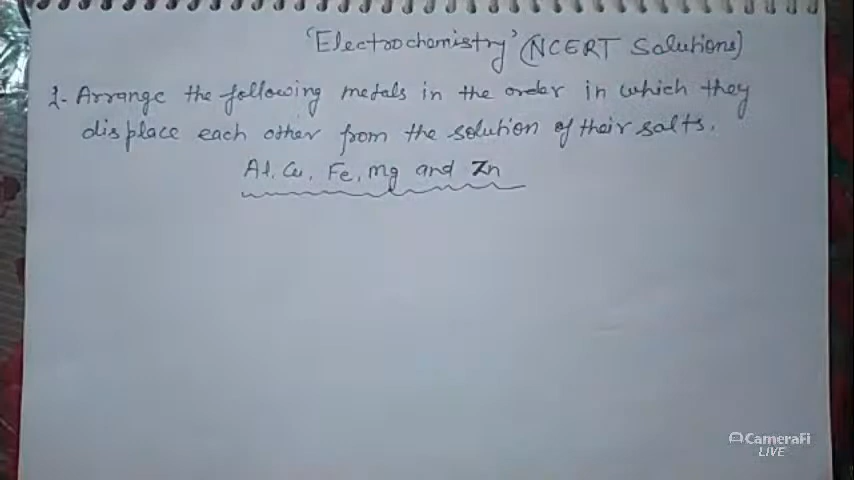 'Electrochemistry' (NCERT Solutions)
1- Arrange the following metals in the order in which they
displace each other from the solution of their salts.
Al, Cu, Fe, Mg and Zn
CameraFi
LIVE